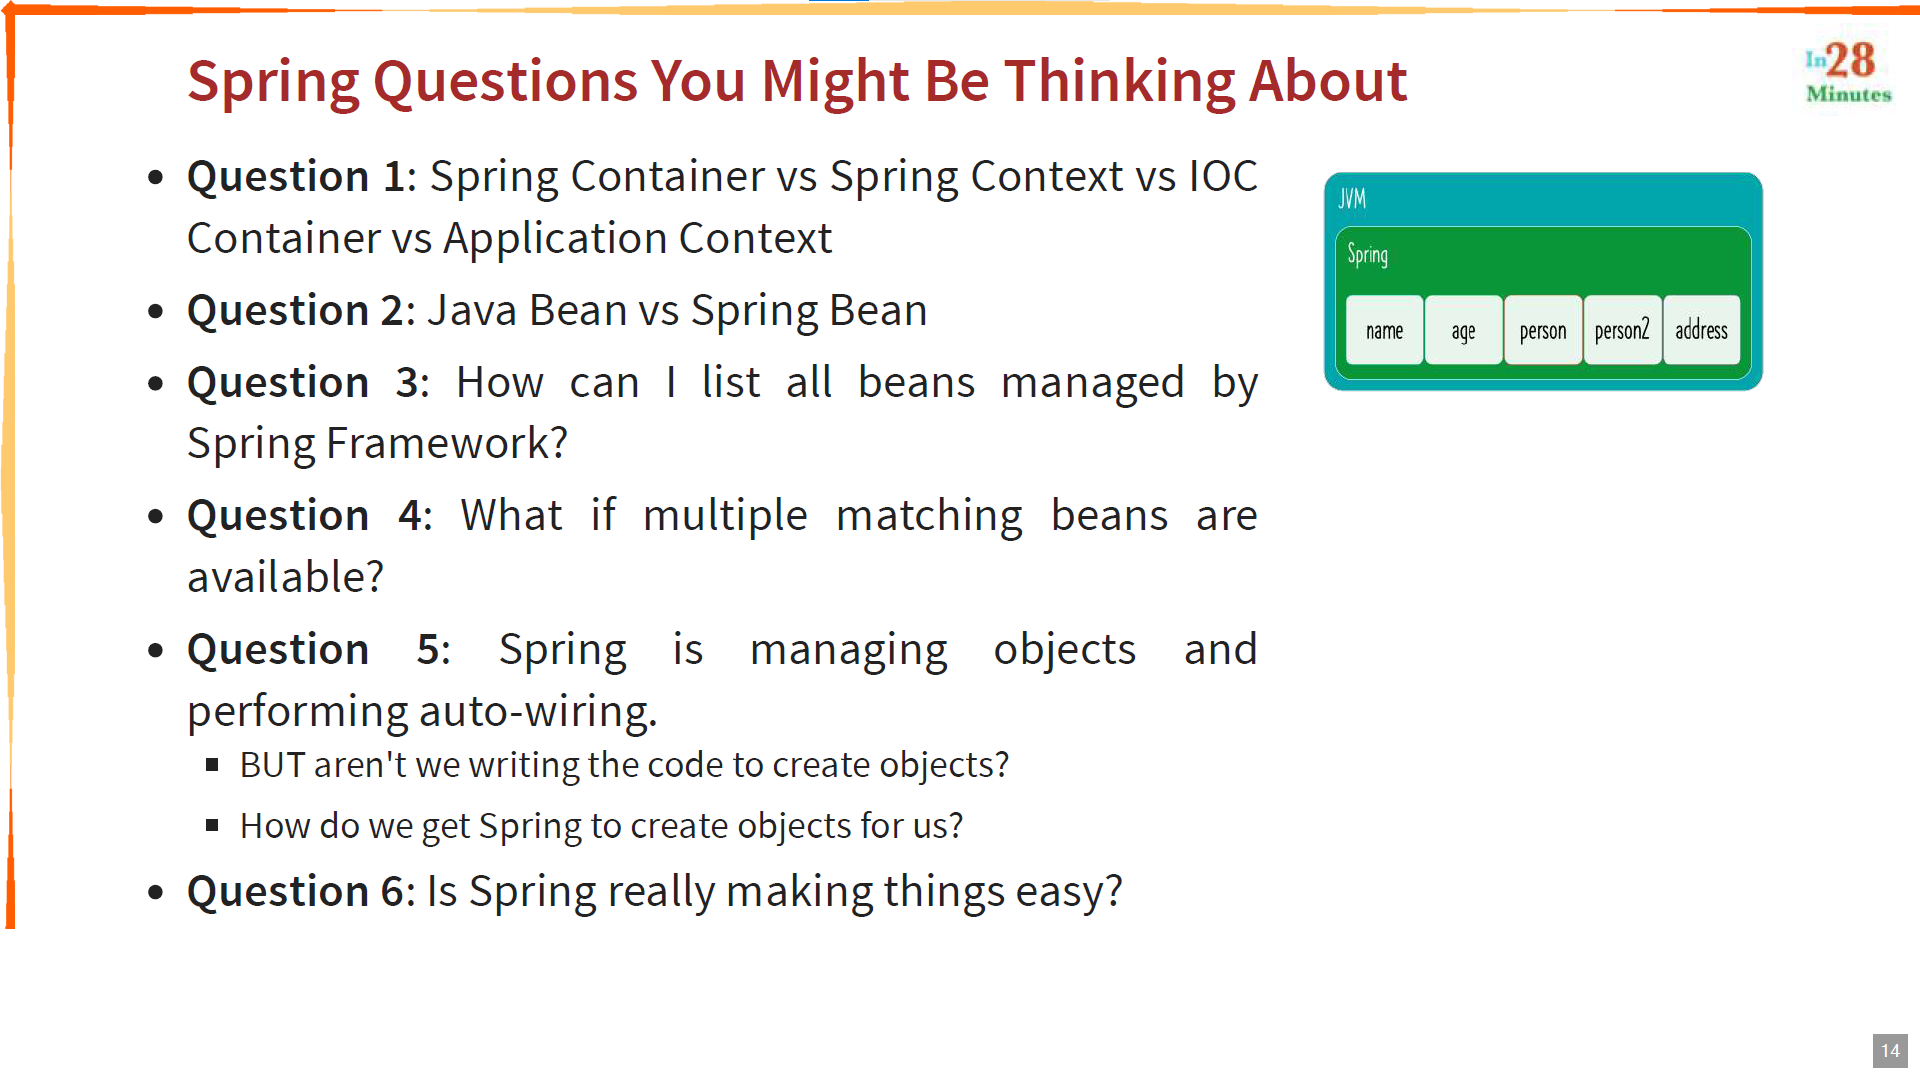 Spring Questions You Might Be Thinking About
In28
Minutes
• Question 1: Spring Container vs Spring Context vs IOC
Container vs Application Context
• Question 2: Java Bean vs Spring Bean
• Question 3: How can I list all beans managed by
Spring Framework?
• Question 4: What if multiple matching beans are
available?
• Question 5: Spring is managing objects and
performing auto-wiring.
▪ BUT aren't we writing the code to create objects?
▪ How do we get Spring to create objects for us?
• Question 6: Is Spring really making things easy?
JVM
Spring
name age person person2 address
14